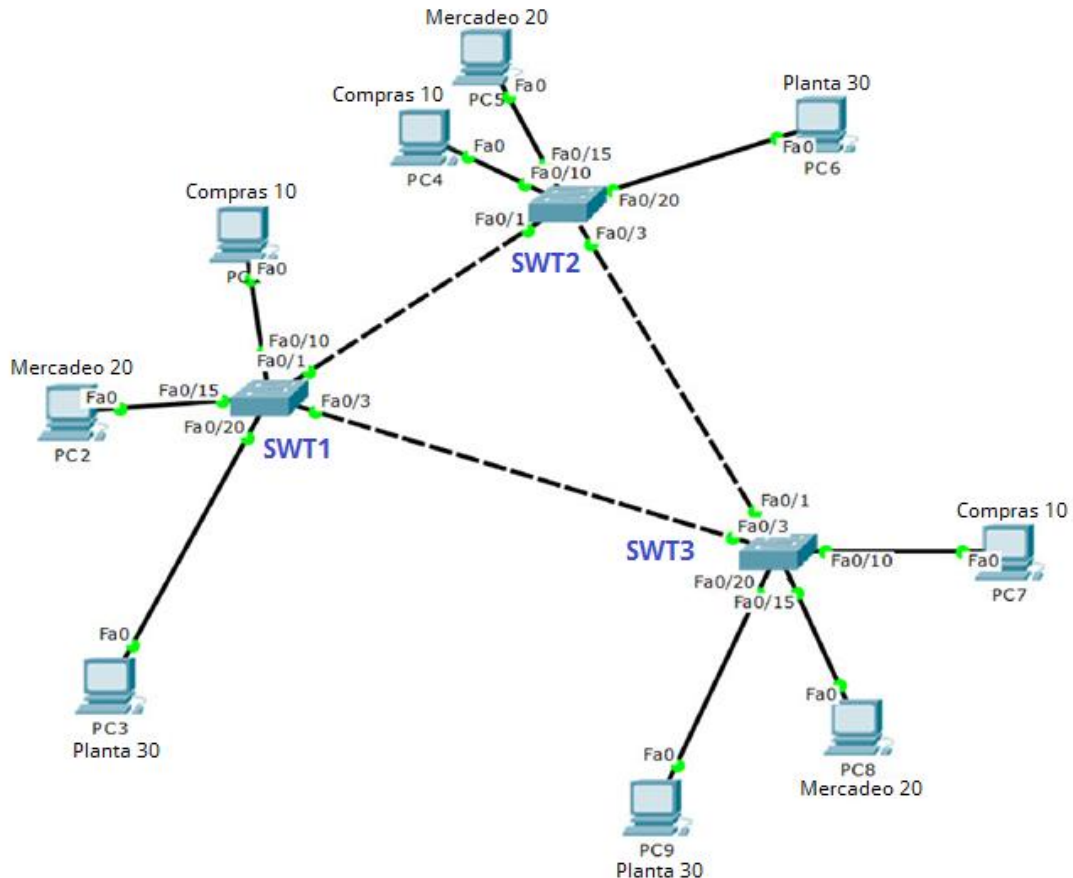 Mercadeo 20
Fa0
PC5
Compras 10
Fa0
PC4
Planta 30
Fa0
PC6
Fa0/15
Fa0/10
Fa0/20
Fa0/1
Fa0/3
SWT2
Compras 10
Fa0
Fa0/10
Fa0/1
Mercadeo 20
Fa0
PC2
Fa0/15
Fa0/20
Fa0/3
SWT1
Fa0
PC3
Planta 30
Fa0/1
Fa0/3
SWT3
Fa0/20
Fa0/15
Fa0/10
Compras 10
Fa0
PC7
Fa0
PC8
Mercadeo 20
Fa0
PC9
Planta 30